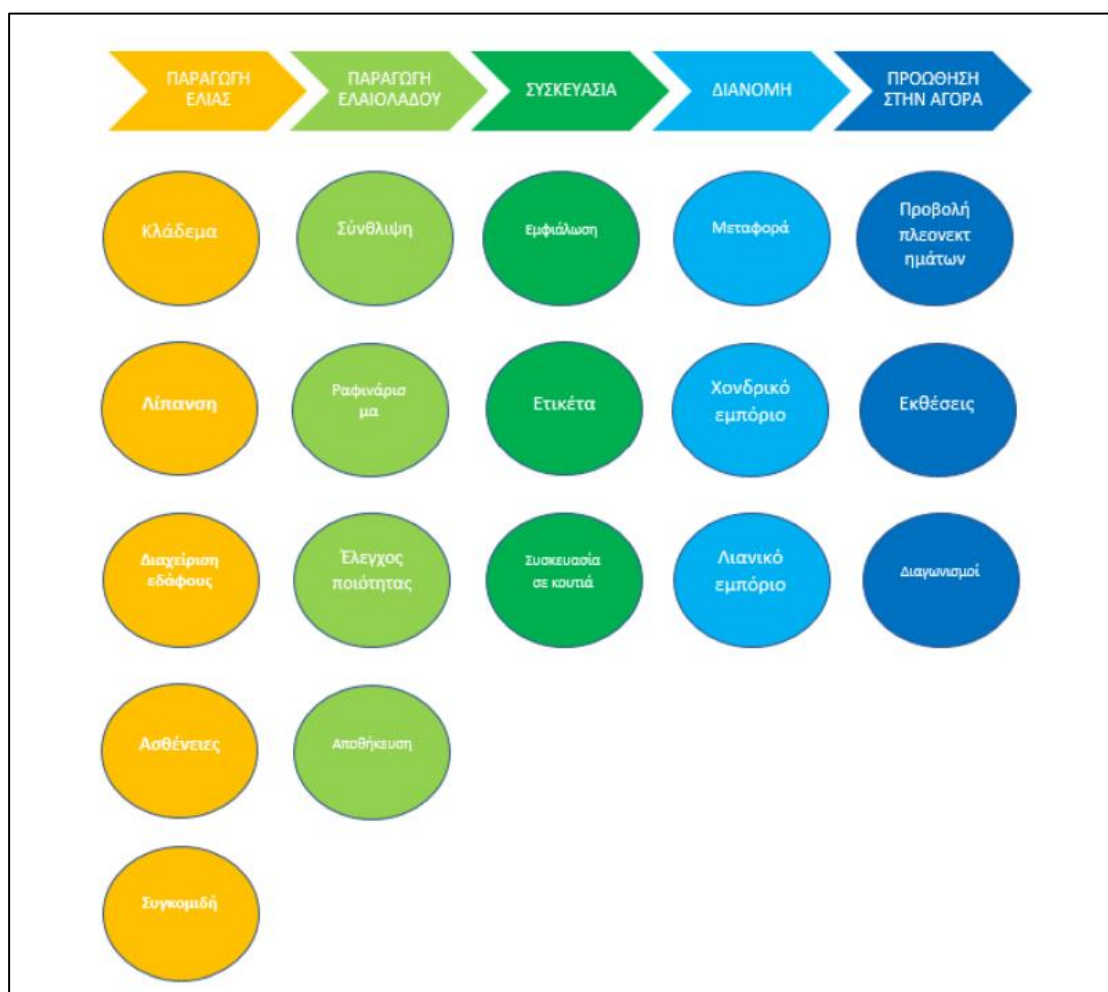 ΠΑΡΑΓΩΓΗ
ΕΛΙΑΣ
ΠΑΡΑΓΩΓΗ
ΕΛΑΙΟΛΑΔΟΥ
ΣΥΣΚΕΥΑΣΙΑ
ΔΙΑΝΟΜΗ
ΠΡΟΩΘΗΣΗ
ΣΤΗΝ ΑΓΟΡΑ
Κλάδεμα
Σύνθλιψη
Εμφιάλωση
Μεταφορά
Προβολή
πλεονεκτ
ημάτων
Λίπανση
Ραφινάρισ
μα
Ετικέτα
Χονδρικό
εμπόριο
Εκθέσεις
Διαχείριση
εδάφους
Έλεγχος
ποιότητας
Συσκευασία
σε κουτιά
Λιανικό
εμπόριο
Διαγωνισμοί
Ασθένειες
Αποθήκευση
Συγκομιδή